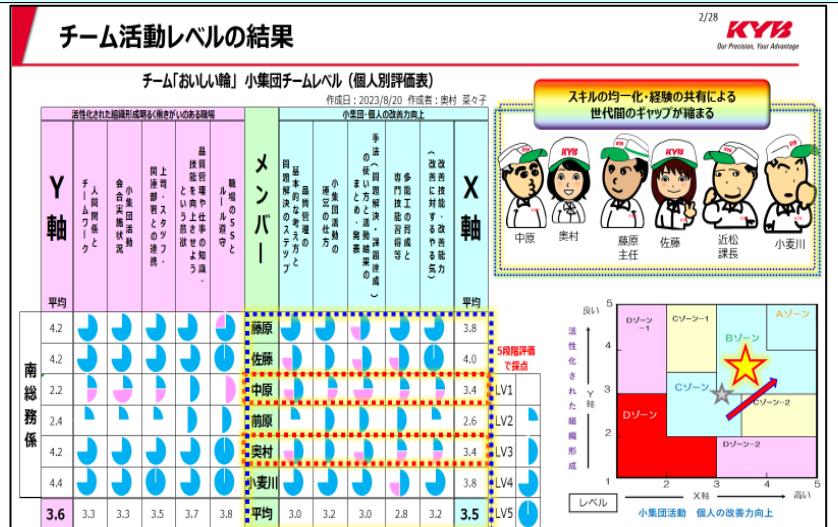 2/28
KYB
Our Precision, Your Advantage
チーム活動レベルの結果
チーム「おいしい輪」 小集団チームレベル（個人別評価表）
作成日：2023/8/20 作成者：奥村 菜々子
活性化された組織形成明るく働きがいのある職場
小集団・個人の改善力向上
Y軸
人間関係とチームワーク
小集団活動会合実施状況
上司・スタッフ・関連部署との連携
品質管理や仕事の知識・技能を向上させようという意欲
職場の5Sとルール遵守
メンバー
品質管理の基本的な考え方と問題解決のステップ
小集団活動の運営の仕方
手法(問題解決・課題達成)の使い方と活動結果のまとめ・発表
多能工の育成と専門技能習得等
改善技能・改善能力(改善に対するやる気)
X軸
平均
平均
南総務係
4.2 藤原 3.8
4.2 佐藤 4.0
2.2 中原 3.4
2.4 前原 2.6
4.2 奥村 3.4
4.4 小麦川 3.8
3.6 3.3 3.3 3.5 3.7 3.8 平均 3.0 3.2 3.0 2.8 3.2 3.5
5段階評価で採点
LV1
LV2
LV3
LV4
LV5
スキルの均一化・経験の共有による
世代間のギャップが縮まる
KYB
中原
奥村
藤原主任
佐藤
近松課長
小麦川
良い
活性化された組織形成
Y軸
5
4
3
2
1
Dゾーン-1
Cゾーン-1
Bゾーン
Aゾーン
Cゾーン
Cゾーン-2
Dゾーン
Dゾーン-2
1 2 3 4 5
レベル
X軸
高い
小集団活動 個人の改善力向上